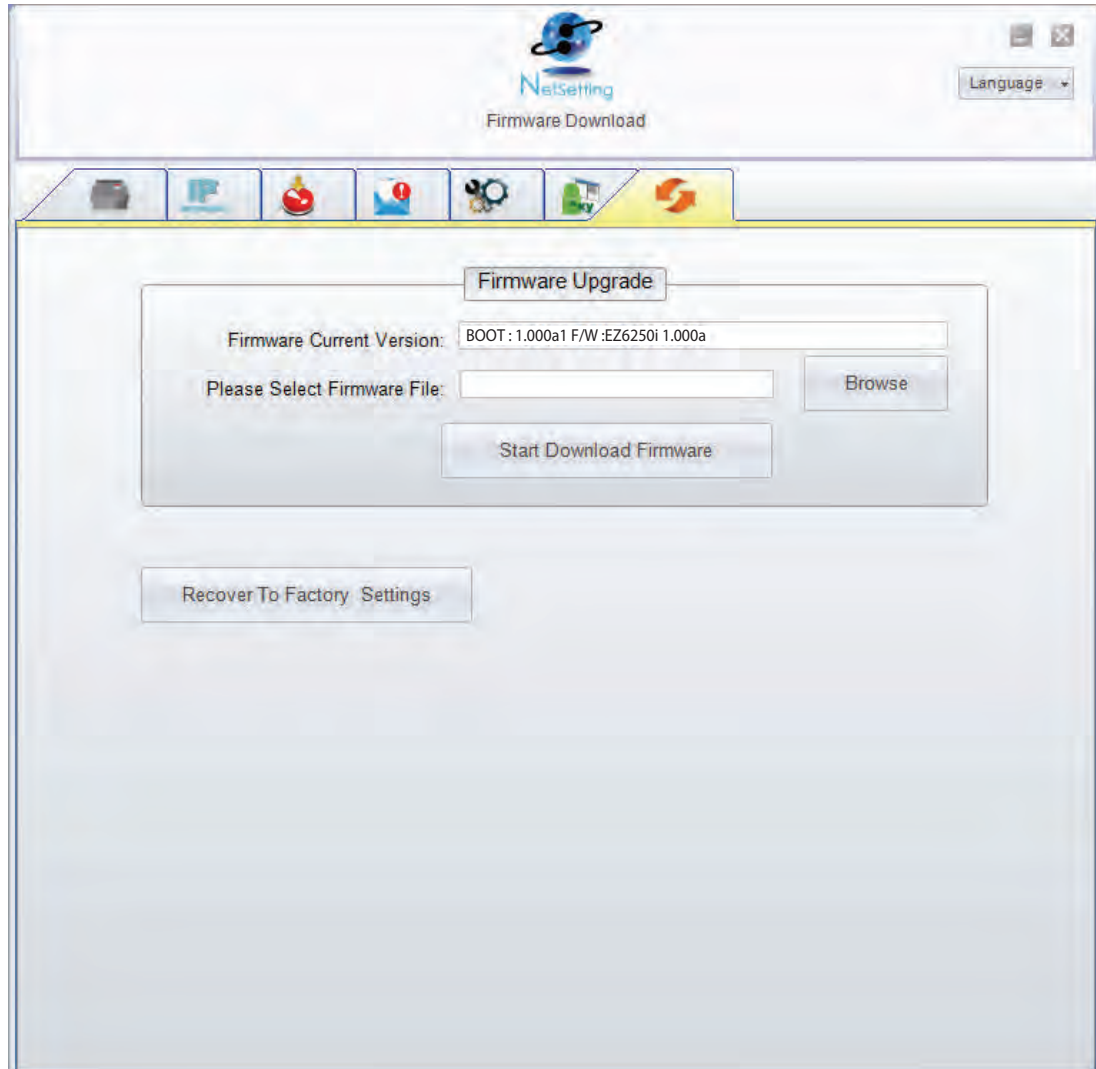 NetSetting
Language
Firmware Download
IP
Firmware Upgrade
Firmware Current Version: BOOT : 1.000a1 F/W :EZ6250i 1.000a
Please Select Firmware File: Browse
Start Download Firmware
Recover To Factory Settings